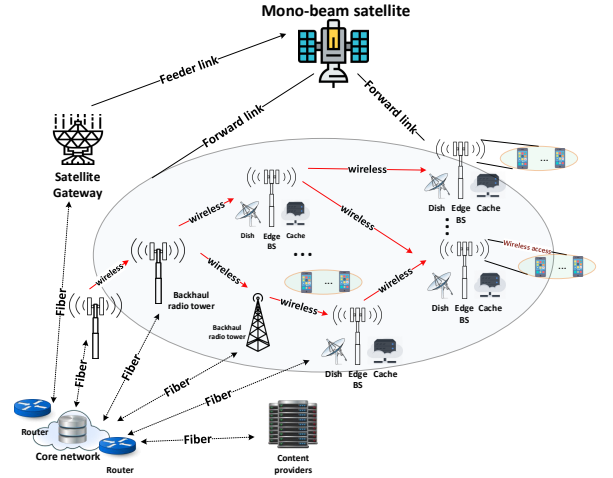 Mono-beam satellite
Feeder link
Forward link
Forward link
Satellite
Gateway
wireless
Dish
Edge
BS
Cache
wireless
wireless
Dish
Edge
BS
Cache
...
...
wireless
wireless
Backhaul
radio tower
wireless
...
wireless
wireless
Wireless access
...
Dish
Edge
BS
Cache
Backhaul
radio tower
Dish
Edge
BS
Cache
Fiber
Fiber
Fiber
Fiber
Fiber
Router
Core network
Router
Fiber
Content
providers